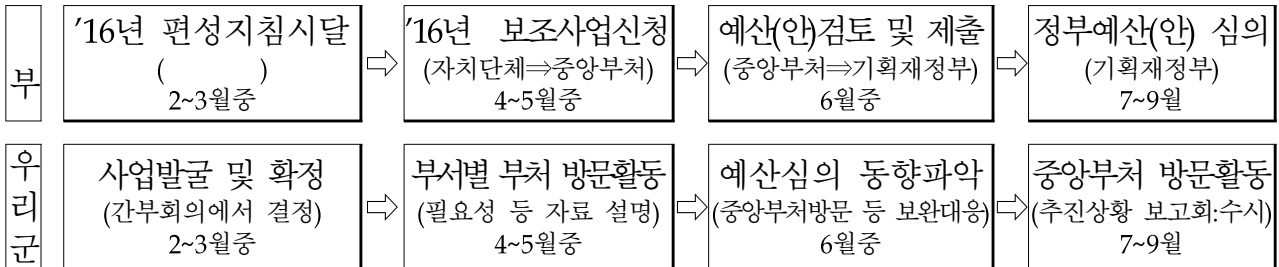 부
'16년 편성지침시달
( )
2~3월중
⇨
'16년 보조사업신청
(자치단체⇒중앙부처)
4~5월중
⇨
예산(안)검토 및 제출
(중앙부처⇒기획재정부)
6월중
⇨
정부예산(안) 심의
(기획재정부)
7~9월
우
리
군
사업발굴 및 확정
(간부회의에서 결정)
2~3월중
⇨
부서별 부처 방문활동
(필요성 등 자료 설명)
4~5월중
⇨
예산심의 동향파악
(중앙부처방문 등 보완대응)
6월중
⇨
중앙부처 방문활동
(추진상황 보고회:수시)
7~9월